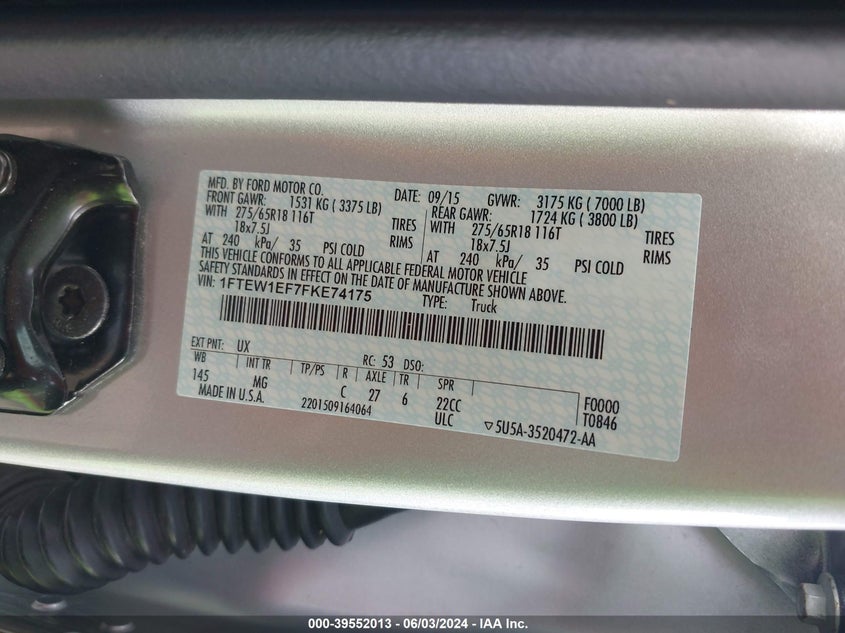 MFD. BY FORD MOTOR CO. DATE: 09/15 GVWR: 3175 KG ( 7000 LB)
FRONT GAWR: 1531 KG ( 3375 LB) REAR GAWR: 1724 KG ( 3800 LB)
WITH 275/65R18 116T TIRES WITH 275/65R18 116T TIRES
18x7.5J RIMS 18x7.5J RIMS
AT 240 kPa/ 35 PSI COLD AT 240 kPa/ 35 PSI COLD
THIS VEHICLE CONFORMS TO ALL APPLICABLE FEDERAL MOTOR VEHICLE
SAFETY STANDARDS IN EFFECT ON THE DATE OF MANUFACTURE SHOWN ABOVE.
VIN: 1FTEW1EF7FKE74175 TYPE: Truck
EXT PNT: UX RC: 53 DSO:
WB INT TR TP/PS R AXLE TR SPR
145 MG C 27 6 22CC F0000
MADE IN U.S.A. 2201509164064 ULC ▽5U5A-3520472-AA T0846
000-39552013 - 06/03/2024 - IAA Inc.